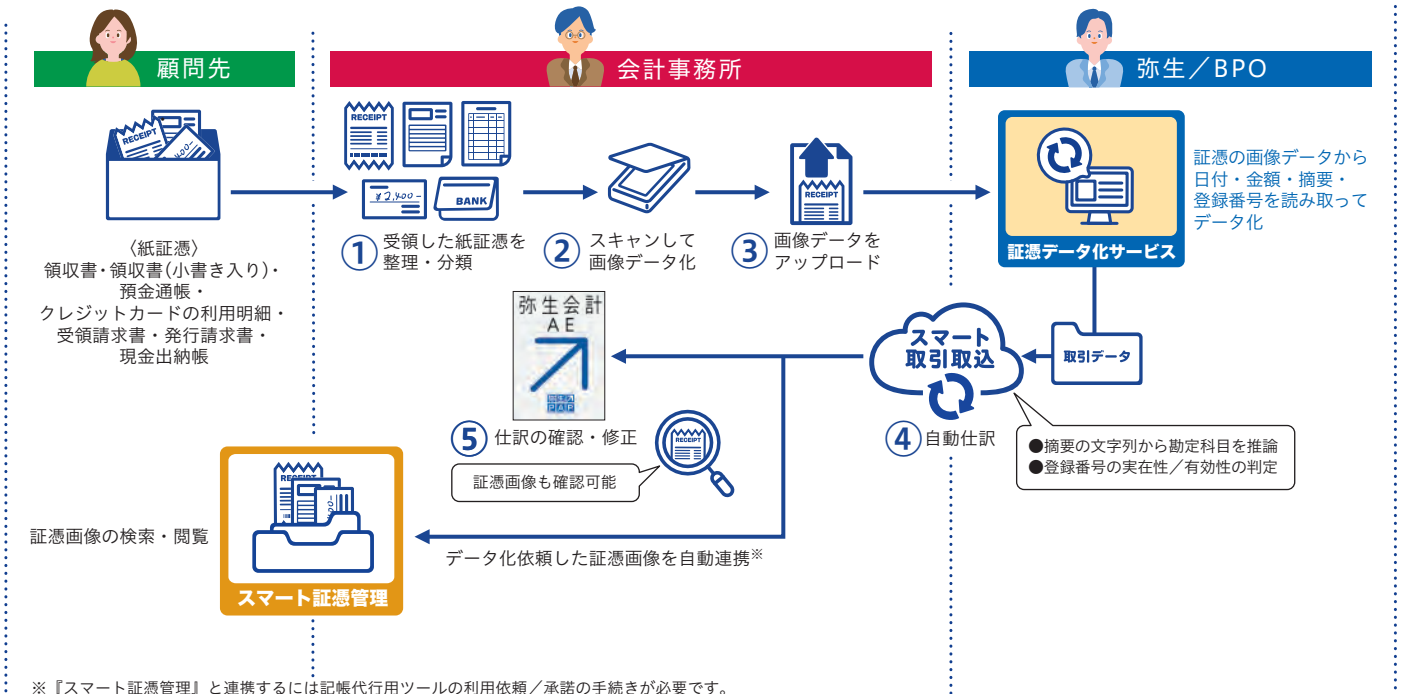 顧問先
会計事務所
弥生／BPO
RECEIPT
RECEIPT
¥2,400-
BANK
RECEIPT
〈紙証憑〉
領収書・領収書（小書き入り）・
預金通帳・
クレジットカードの利用明細・
受領請求書・発行請求書・
現金出納帳
① 受領した紙証憑を
整理・分類
② スキャンして
画像データ化
③ 画像データを
アップロード
証憑データ化サービス
証憑の画像データから
日付・金額・摘要・
登録番号を読み取って
データ化
取引データ
スマート
取引取込
④ 自動仕訳
●摘要の文字列から勘定科目を推論
●登録番号の実在性／有効性の判定
弥生会計
AE
弥生
PAP
⑤ 仕訳の確認・修正
RECEIPT
証憑画像も確認可能
データ化依頼した証憑画像を自動連携※
証憑画像の検索・閲覧
RECEIPT
スマート証憑管理
※『スマート証憑管理』と連携するには記帳代行用ツールの利用依頼／承諾の手続きが必要です。